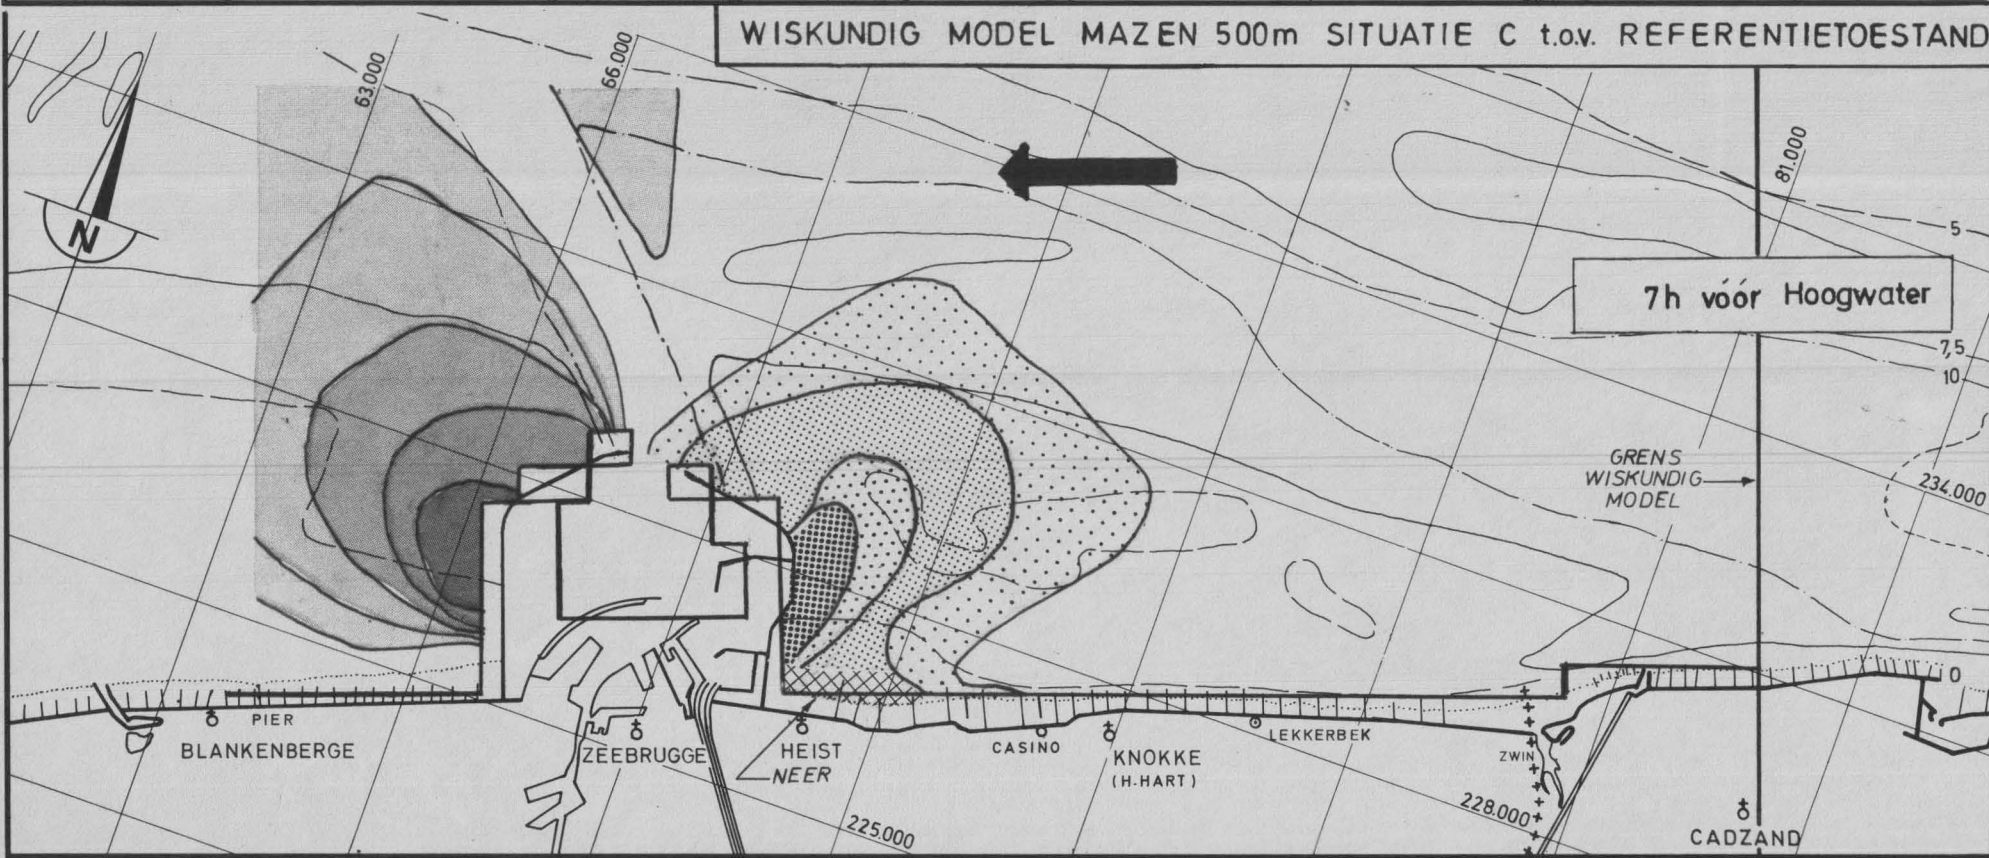 WISKUNDIG MODEL MAZEN 500m SITUATIE C t.o.v. REFERENTIETOESTAND
63.000
66.000
81.000
N
5
7h vóór Hoogwater
7,5
10
GRENS
WISKUNDIG
MODEL
234.000
0
PIER
BLANKENBERGE
ZEEBRUGGE
HEIST
NEER
CASINO
KNOKKE
(H.HART)
LEKKERBEK
ZWIN
228.000
225.000
CADZAND